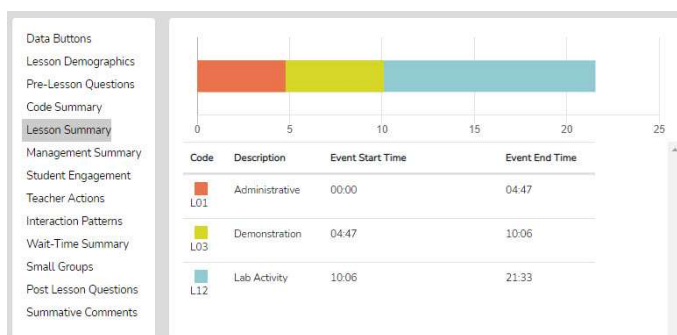 Data Buttons
Lesson Demographics
Pre-Lesson Questions
Code Summary
Lesson Summary
Management Summary
Student Engagement
Teacher Actions
Interaction Patterns
Wait-Time Summary
Small Groups
Post Lesson Questions
Summative Comments
0 5 10 15 20 25
Code Description Event Start Time Event End Time
L01 Administrative 00:00 04:47
L03 Demonstration 04:47 10:06
L12 Lab Activity 10:06 21:33